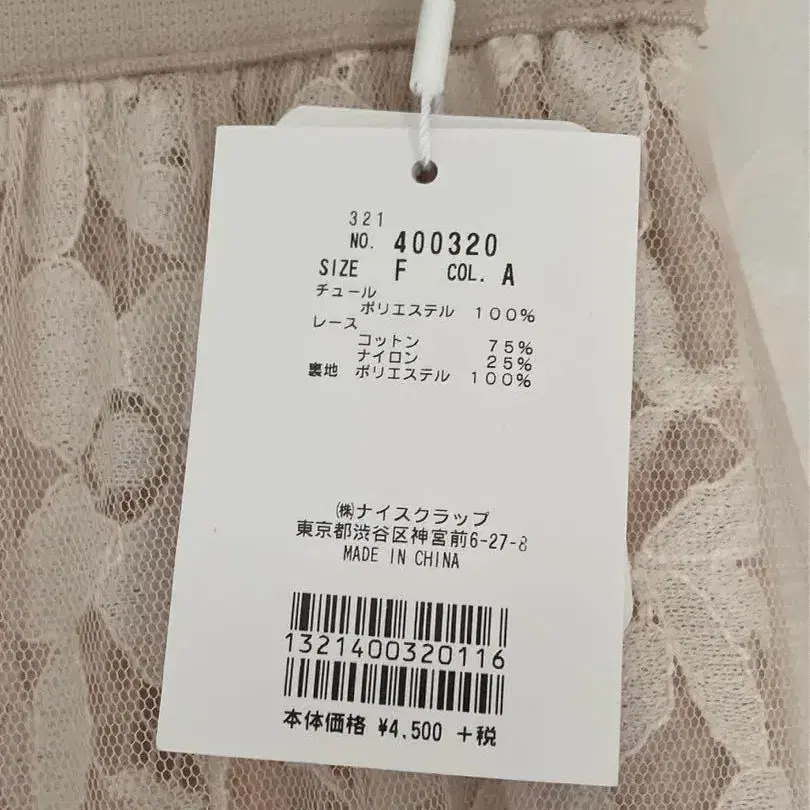 321
NO. 400320
SIZE F COL. A
チュール
ポリエステル 100%
レース
コットン 75%
ナイロン 25%
裏地 ポリエステル 100%
㈱ナイスクラップ
東京都渋谷区神宮前6-27-8
MADE IN CHINA
1321400320116
本体価格 ¥4,500 +税